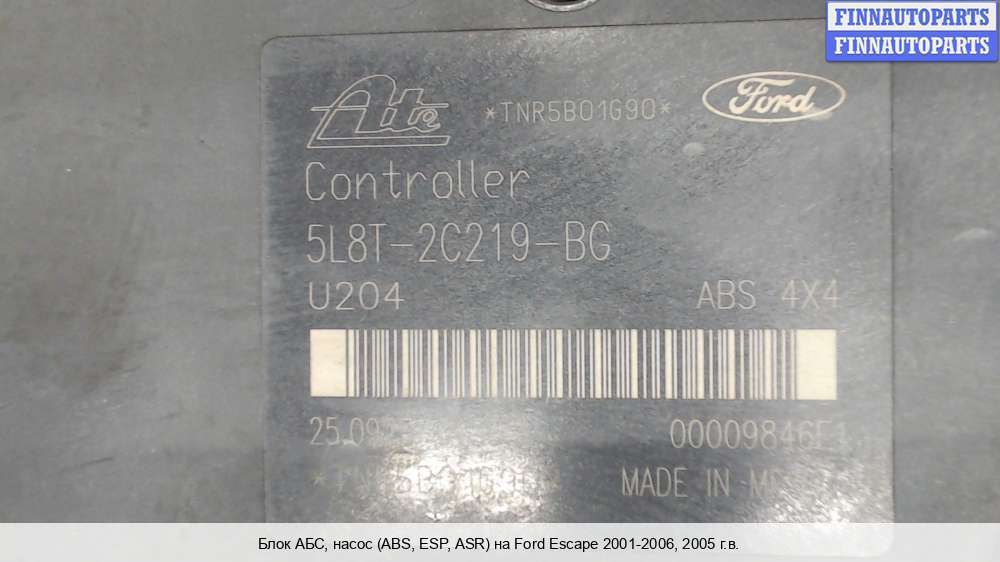 FINNAUTOPARTS
FINNAUTOPARTS
Ate *TNR5B01G90* Ford
Controller
5L8T-2C219-BG
U204 ABS 4X4
00009846E1
MADE IN
Блок АБС, насос (ABS, ESP, ASR) на Ford Escape 2001-2006, 2005 г.в.